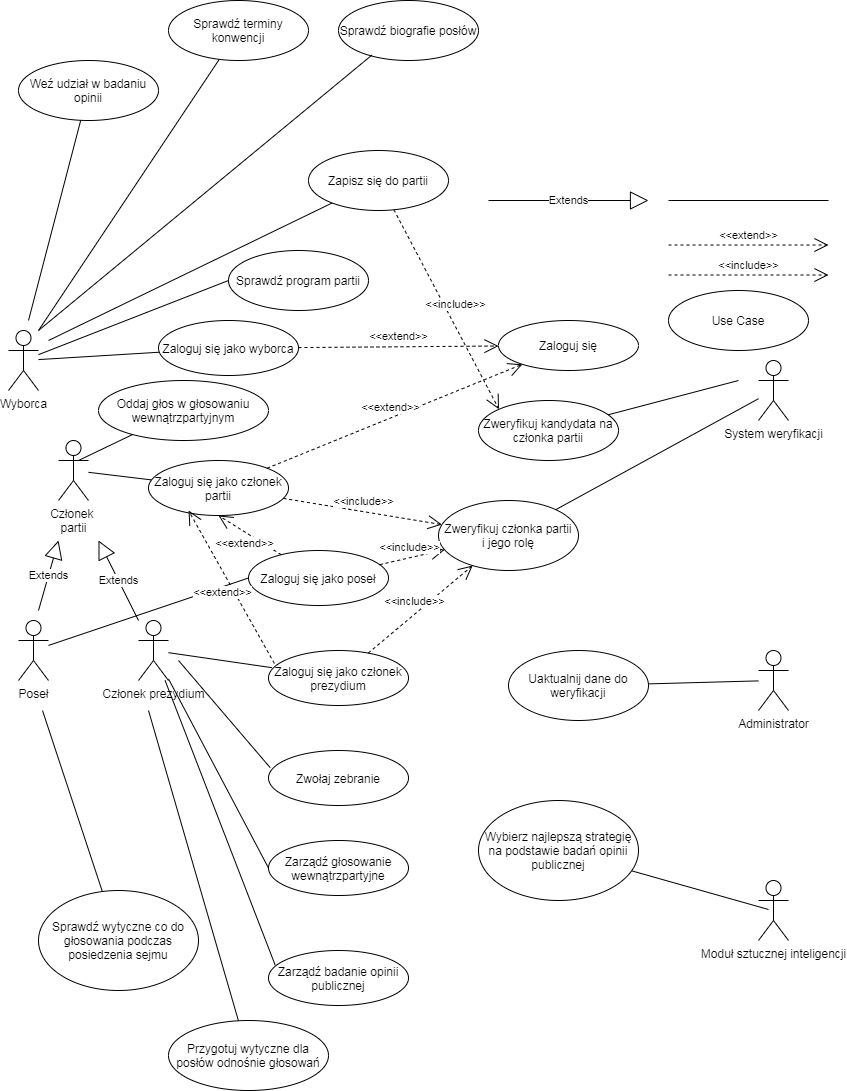 Sprawdź terminy
konwencji
Sprawdź biografie posłów
Weź udział w badaniu
opinii
Zapisz się do partii
Extends
<<extend>>
<<include>>
Sprawdź program partii
<<include>>
Use Case
<<extend>>
Zaloguj się jako wyborca
Zaloguj się
Wyborca
Oddaj głos w głosowaniu
wewnątrzpartyjnym
<<extend>>
Zweryfikuj kandydata na
członka partii
System weryfikacji
Zaloguj się jako członek
partii
<<include>>
Członek
partii
Zweryfikuj członka partii
i jego rolę
<<extend>>
<<include>>
Extends
Extends
Zaloguj się jako poseł
<<extend>>
<<include>>
Zaloguj się jako członek
prezydium
Uaktualnij dane do
weryfikacji
Poseł
Członek prezydium
Administrator
Zwołaj zebranie
Wybierz najlepszą strategię
na podstawie badań opinii
publicznej
Zarządź głosowanie
wewnątrzpartyjne
Sprawdź wytyczne co do
głosowania podczas
posiedzenia sejmu
Moduł sztucznej inteligencji
Zarządź badanie opinii
publicznej
Przygotuj wytyczne dla
posłów odnośnie głosowań